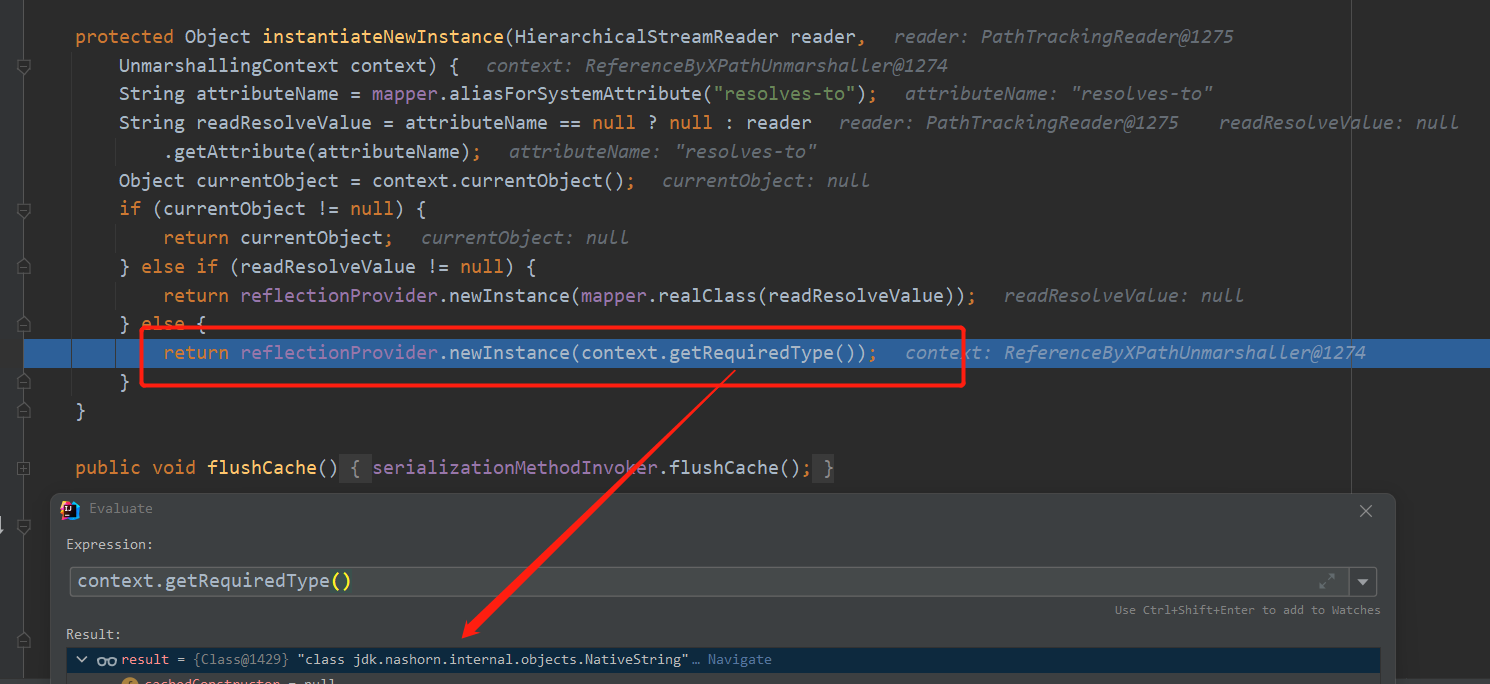 protected Object instantiateNewInstance(HierarchicalStreamReader reader,   reader: PathTrackingReader@1275
UnmarshallingContext context) {   context: ReferenceByXPathUnmarshaller@1274
String attributeName = mapper.aliasForSystemAttribute("resolves-to");   attributeName: "resolves-to"
String readResolveValue = attributeName == null ? null : reader   reader: PathTrackingReader@1275   readResolveValue: null
.getAttribute(attributeName);   attributeName: "resolves-to"
Object currentObject = context.currentObject();   currentObject: null
if (currentObject != null) {
return currentObject;   currentObject: null
} else if (readResolveValue != null) {
return reflectionProvider.newInstance(mapper.realClass(readResolveValue));   readResolveValue: null
} else {
return reflectionProvider.newInstance(context.getRequiredType());   context: ReferenceByXPathUnmarshaller@1274
}
}
public void flushCache() { serializationMethodInvoker.flushCache(); }
Evaluate
Expression:
context.getRequiredType()
Use Ctrl+Shift+Enter to add to Watches
Result:
result = {Class@1429} "class jdk.nashorn.internal.objects.NativeString"… Navigate
cachedConstructor = null